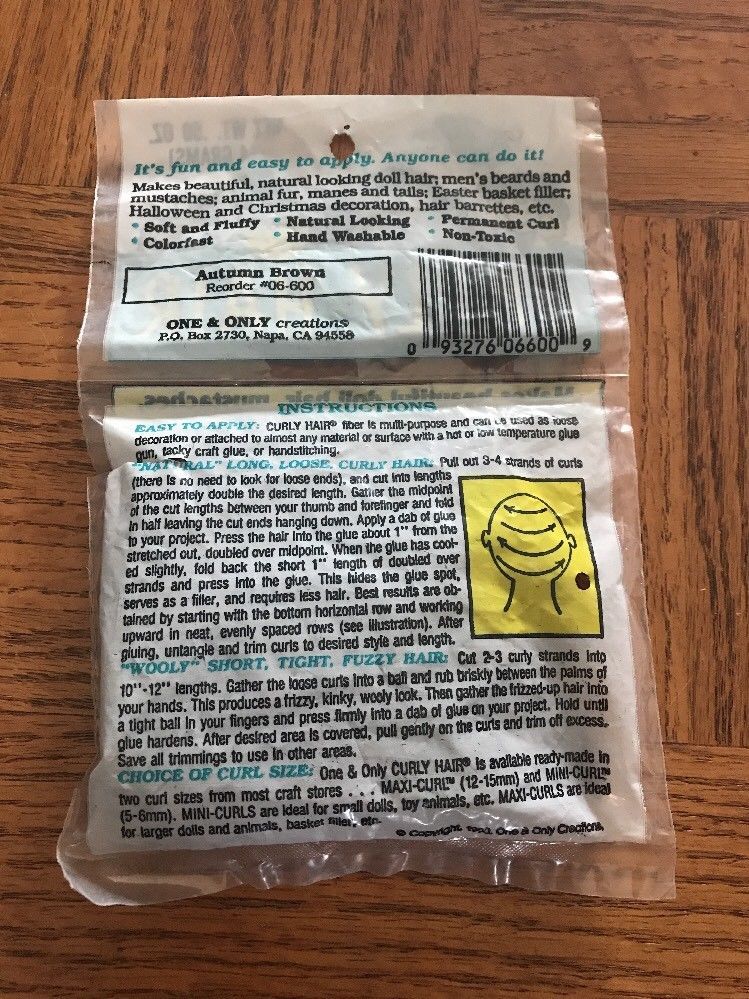 NET WT. .50 OZ
It's fun and easy to apply. Anyone can do it!
Makes beautiful, natural looking doll hair; men's beards and
mustaches; animal fur, manes and tails; Easter basket filler;
Halloween and Christmas decoration, hair barrettes, etc.
• Soft and Fluffy • Natural Looking • Permanent Curl
• Colorfast • Hand Washable • Non-Toxic
Autumn Brown
Reorder #06-600
ONE & ONLY creations
P.O. Box 2730, Napa, CA 94558
0 93276 06600 9
INSTRUCTIONS
EASY TO APPLY: CURLY HAIR® fiber is multi-purpose and can be used as loose
decoration or attached to almost any material or surface with a hot or low temperature glue
gun, tacky craft glue, or handstitching.
"NATURAL" LONG, LOOSE, CURLY HAIR: Pull out 3-4 strands of curls
(there is no need to look for loose ends), and cut into lengths
approximately double the desired length. Gather the midpoint
of the cut lengths between your thumb and forefinger and fold
in half leaving the cut ends hanging down. Apply a dab of glue
to your project. Press the hair into the glue about 1" from the
stretched out, doubled over midpoint. When the glue has cool-
ed slightly, fold back the short 1" length of doubled over
strands and press into the glue. This hides the glue spot,
serves as a filler, and requires less hair. Best results are ob-
tained by starting with the bottom horizontal row and working
upward in neat, evenly spaced rows (see illustration). After
gluing, untangle and trim curls to desired style and length.
"WOOLY" SHORT, TIGHT, FUZZY HAIR: Cut 2-3 curly strands into
10"-12" lengths. Gather the loose curls into a ball and rub briskly between the palms of
your hands. This produces a frizzy, kinky, wooly look. Then gather the frizzed-up hair into
a tight ball in your fingers and press firmly into a dab of glue on your project. Hold until
glue hardens. After desired area is covered, pull gently on the curls and trim off excess.
Save all trimmings to use in other areas.
CHOICE OF CURL SIZE: One & Only CURLY HAIR® is available ready-made in
two curl sizes from most craft stores . . . MAXI-CURL™ (12-15mm) and MINI-CURL™
(5-6mm). MINI-CURLS are ideal for small dolls, toy animals, etc. MAXI-CURLS are ideal
for larger dolls and animals, basket filler, etc.
© Copyright, One & Only Creations,